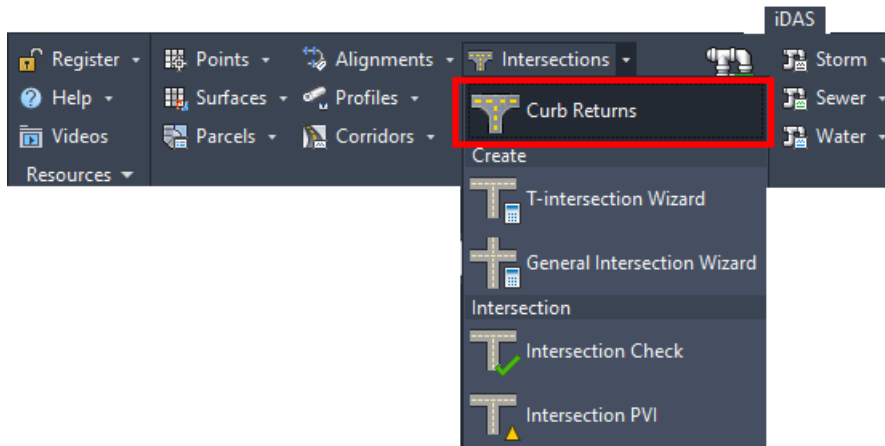 iDAS
Register
Points
Alignments
Intersections
Storm
Help
Surfaces
Profiles
Curb Returns
Sewer
Videos
Parcels
Corridors
Water
Create
Resources
T-intersection Wizard
General Intersection Wizard
Intersection
Intersection Check
Intersection PVI